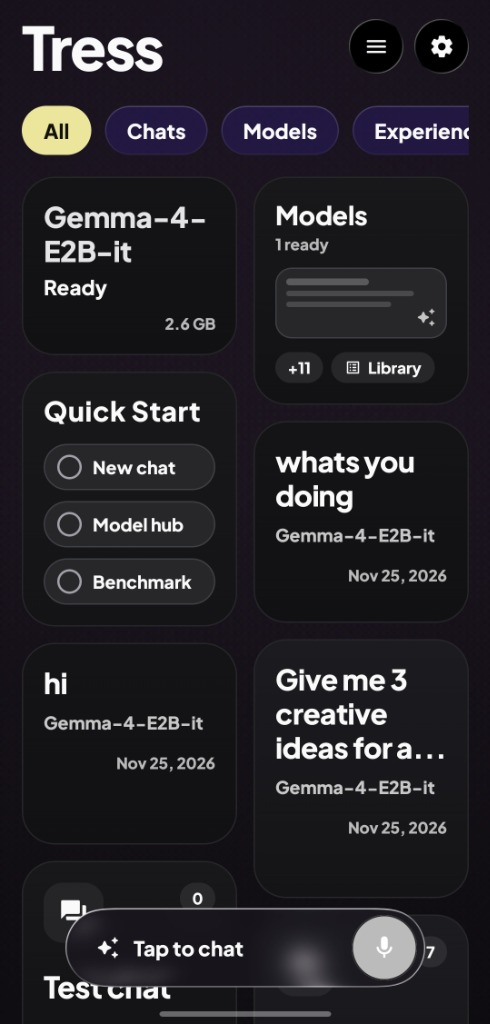 Tress
All
Chats
Models
Experienc
Gemma-4-
E2B-it
Ready
2.6 GB
Models
1 ready
+11
Library
Quick Start
New chat
Model hub
Benchmark
whats you
doing
Gemma-4-E2B-it
Nov 25, 2026
hi
Gemma-4-E2B-it
Nov 25, 2026
Give me 3
creative
ideas for a...
Gemma-4-E2B-it
Nov 25, 2026
0
7
Tap to chat
Test chat